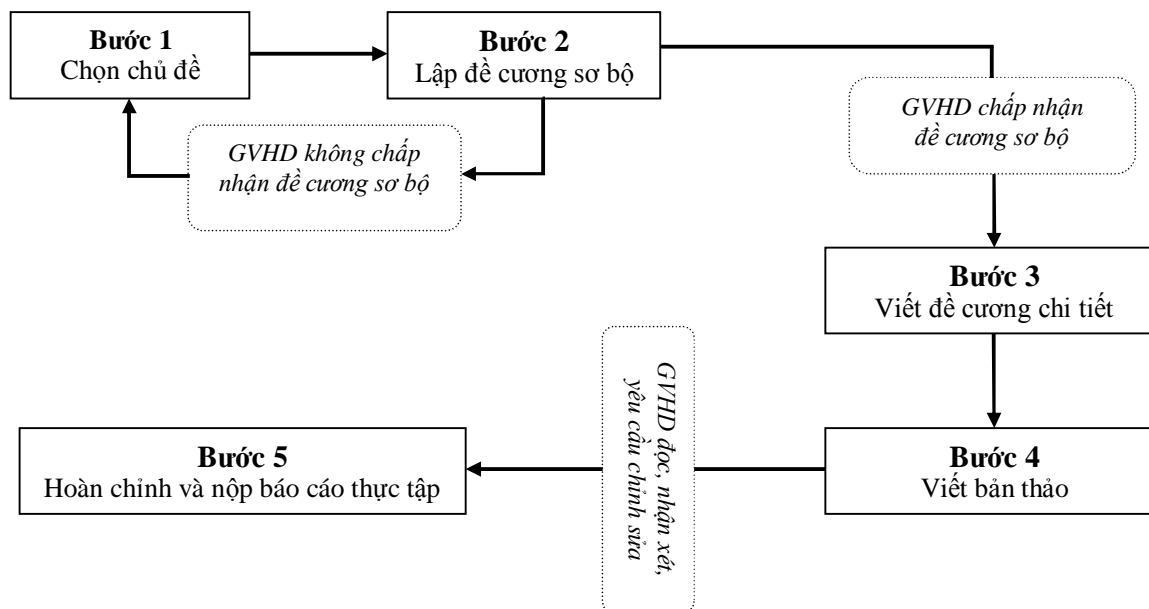 Bước 1
Chọn chủ đề
Bước 2
Lập đề cương sơ bộ
GVHD không chấp
nhận đề cương sơ bộ
GVHD chấp nhận
đề cương sơ bộ
Bước 3
Viết đề cương chi tiết
Bước 4
Viết bản thảo
GVHD đọc, nhận xét,
yêu cầu chỉnh sửa
Bước 5
Hoàn chỉnh và nộp báo cáo thực tập